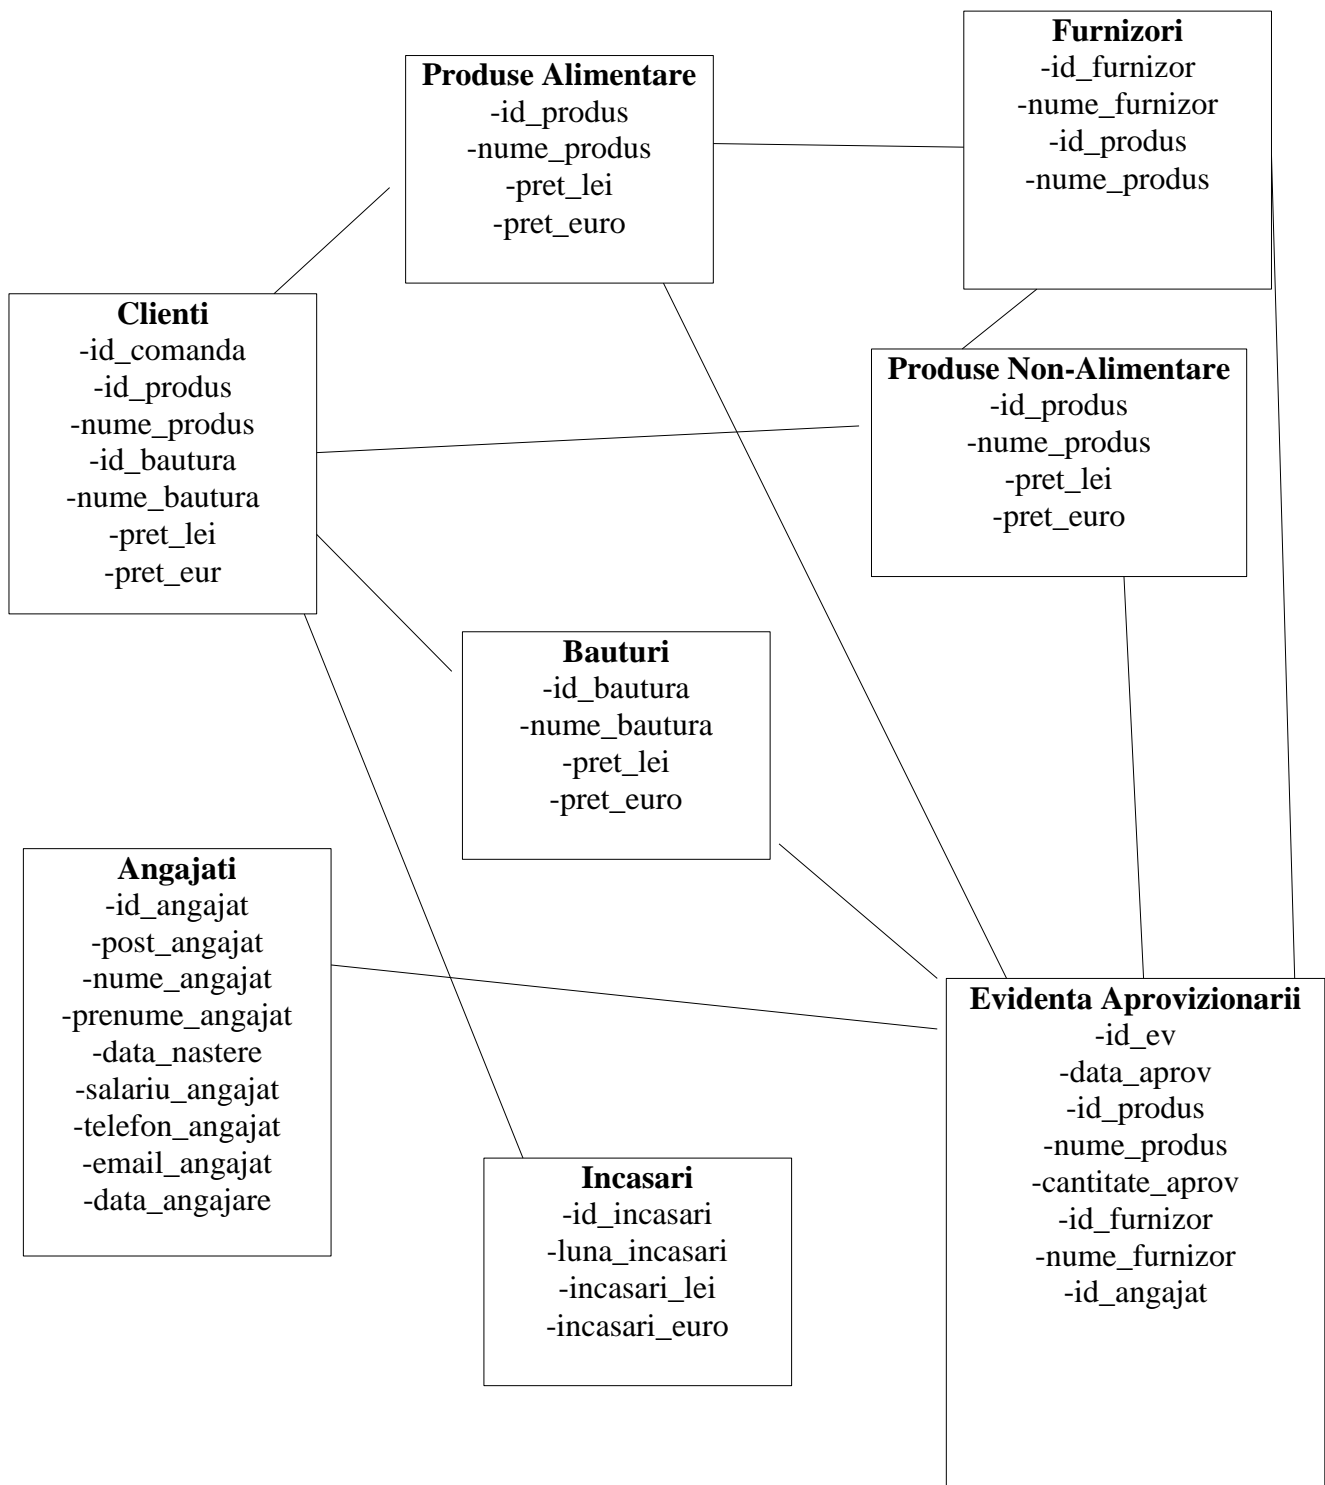 Furnizori
-id_furnizor
-nume_furnizor
-id_produs
-nume_produs
Produse Alimentare
-id_produs
-nume_produs
-pret_lei
-pret_euro
Clienti
-id_comanda
-id_produs
-nume_produs
-id_bautura
-nume_bautura
-pret_lei
-pret_eur
Produse Non-Alimentare
-id_produs
-nume_produs
-pret_lei
-pret_euro
Bauturi
-id_bautura
-nume_bautura
-pret_lei
-pret_euro
Angajati
-id_angajat
-post_angajat
-nume_angajat
-prenume_angajat
-data_nastere
-salariu_angajat
-telefon_angajat
-email_angajat
-data_angajare
Evidenta Aprovizionarii
-id_ev
-data_aprov
-id_produs
-nume_produs
-cantitate_aprov
-id_furnizor
-nume_furnizor
-id_angajat
Incasari
-id_incasari
-luna_incasari
-incasari_lei
-incasari_euro